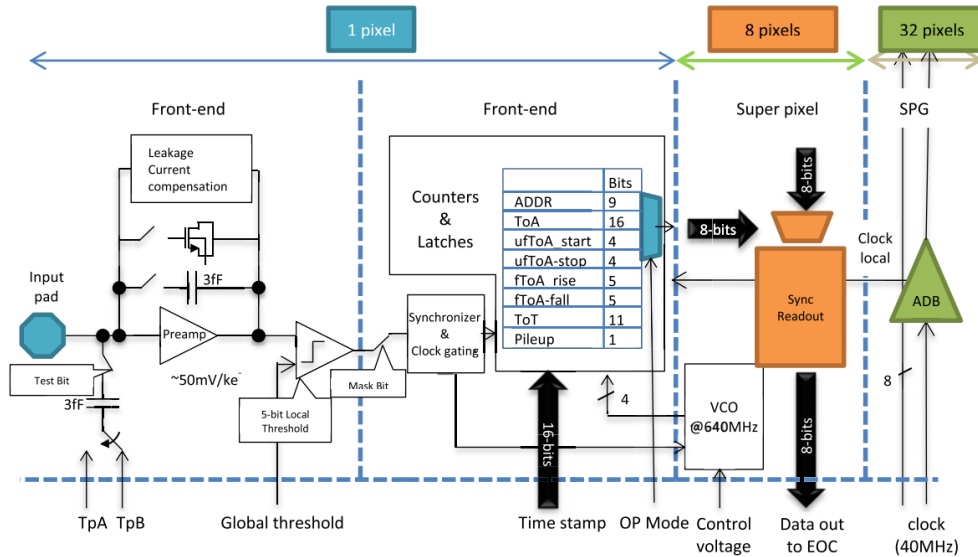 1 pixel
8 pixels
32 pixels
Front-end
Front-end
Super pixel
SPG
Leakage
Current
compensation
3fF
Input
pad
Preamp
~50mV/ke-
Test Bit
3fF
5-bit Local
Threshold
Mask Bit
Synchronizer
&
Clock gating
Counters
&
Latches
Bits
ADDR 9
ToA 16
ufToA_start 4
ufToA-stop 4
fToA_rise 5
fToA-fall 5
ToT 11
Pileup 1
8-bits
8-bits
Sync
Readout
Clock
local
ADB
8
4
VCO
@640MHz
16-bits
8-bits
TpA
TpB
Global threshold
Time stamp
OP Mode
Control
voltage
Data out
to EOC
clock
(40MHz)